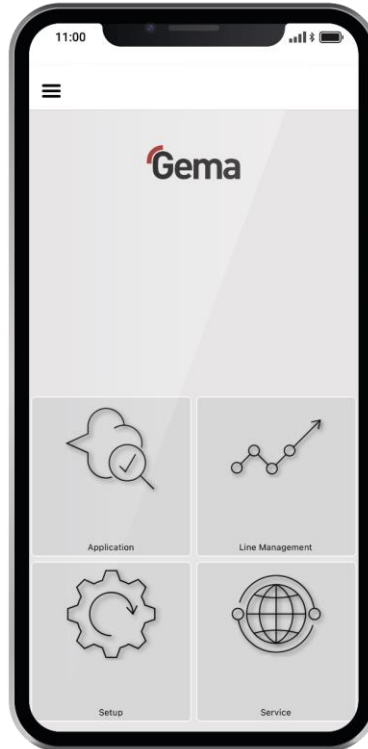 11:00
Gema
Application
Line Management
Setup
Service